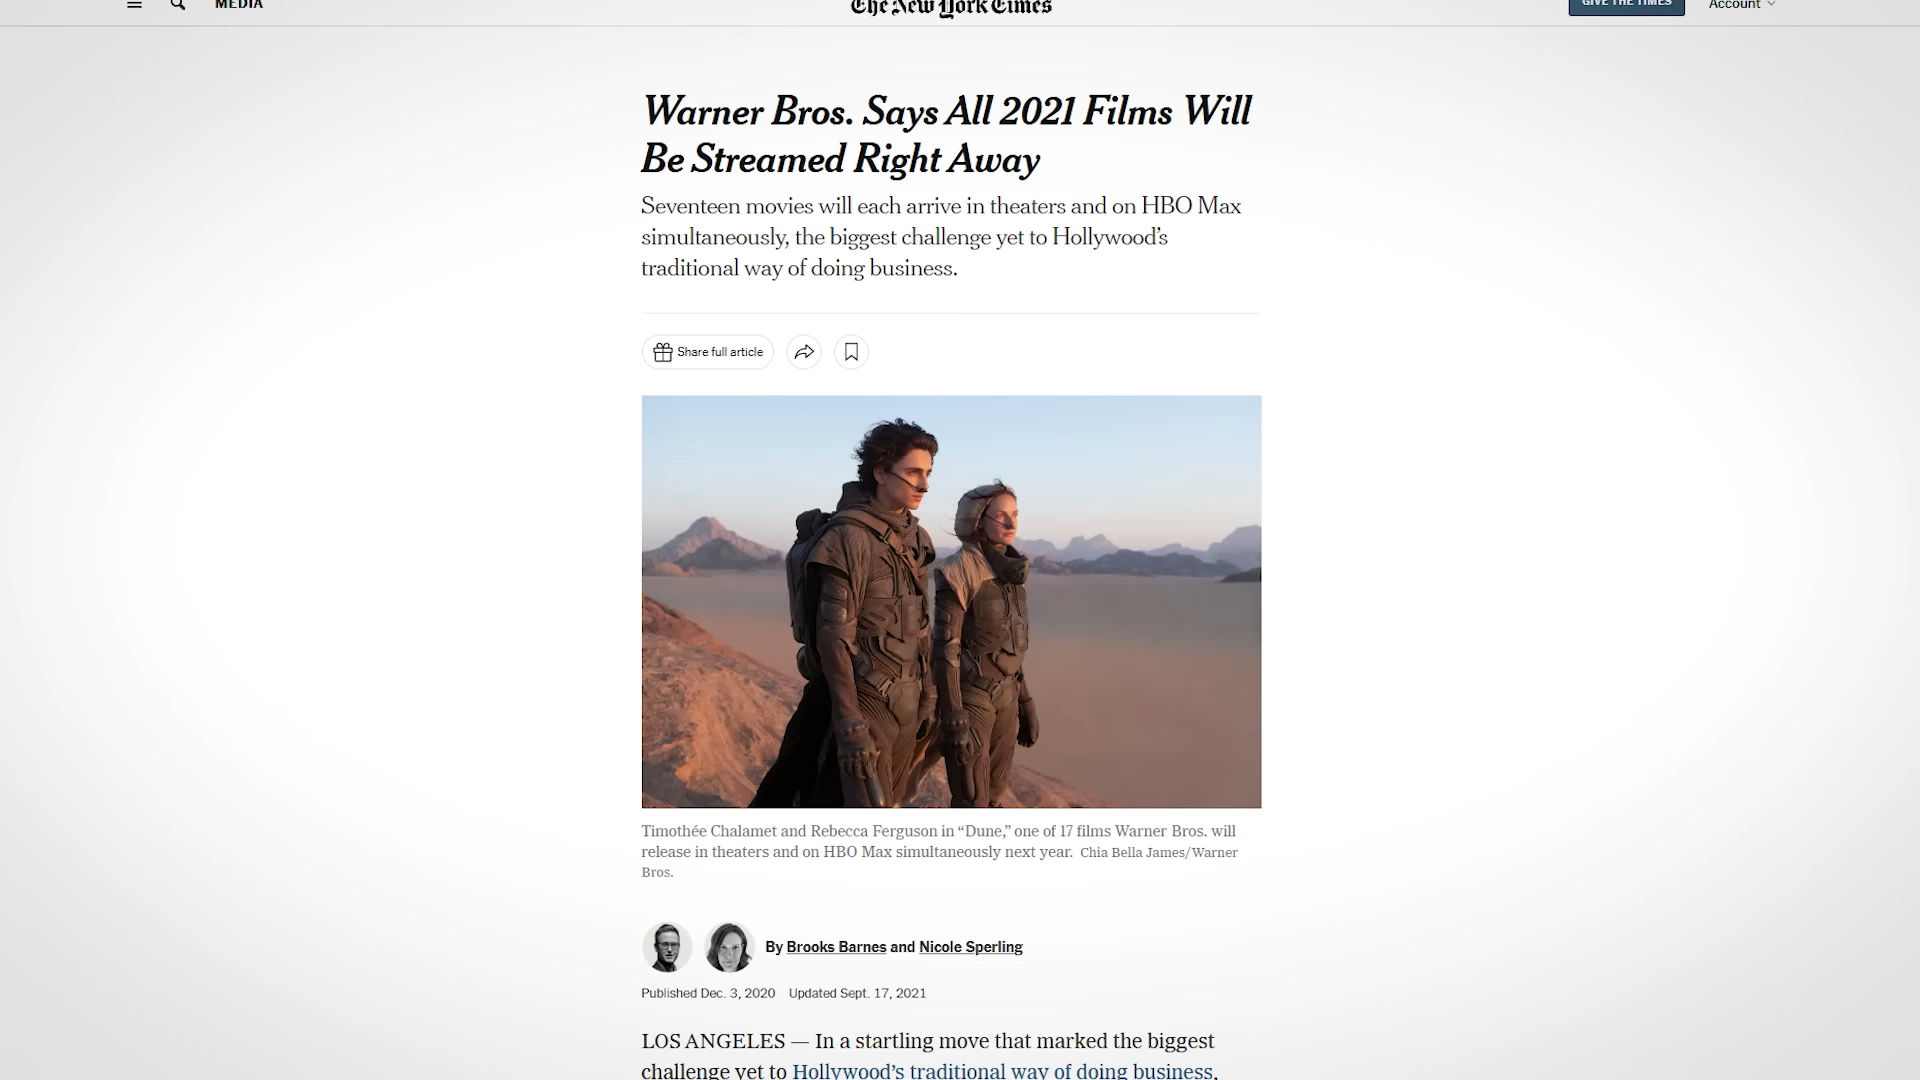 MEDIA
The New York Times
GIVE THE TIMES
Account
Warner Bros. Says All 2021 Films Will
Be Streamed Right Away
Seventeen movies will each arrive in theaters and on HBO Max
simultaneously, the biggest challenge yet to Hollywood’s
traditional way of doing business.
Share full article
Timothée Chalamet and Rebecca Ferguson in “Dune,” one of 17 films Warner Bros. will
release in theaters and on HBO Max simultaneously next year. Chia Bella James/Warner
Bros.
By Brooks Barnes and Nicole Sperling
Published Dec. 3, 2020 Updated Sept. 17, 2021
LOS ANGELES — In a startling move that marked the biggest
challenge yet to Hollywood’s traditional way of doing business,